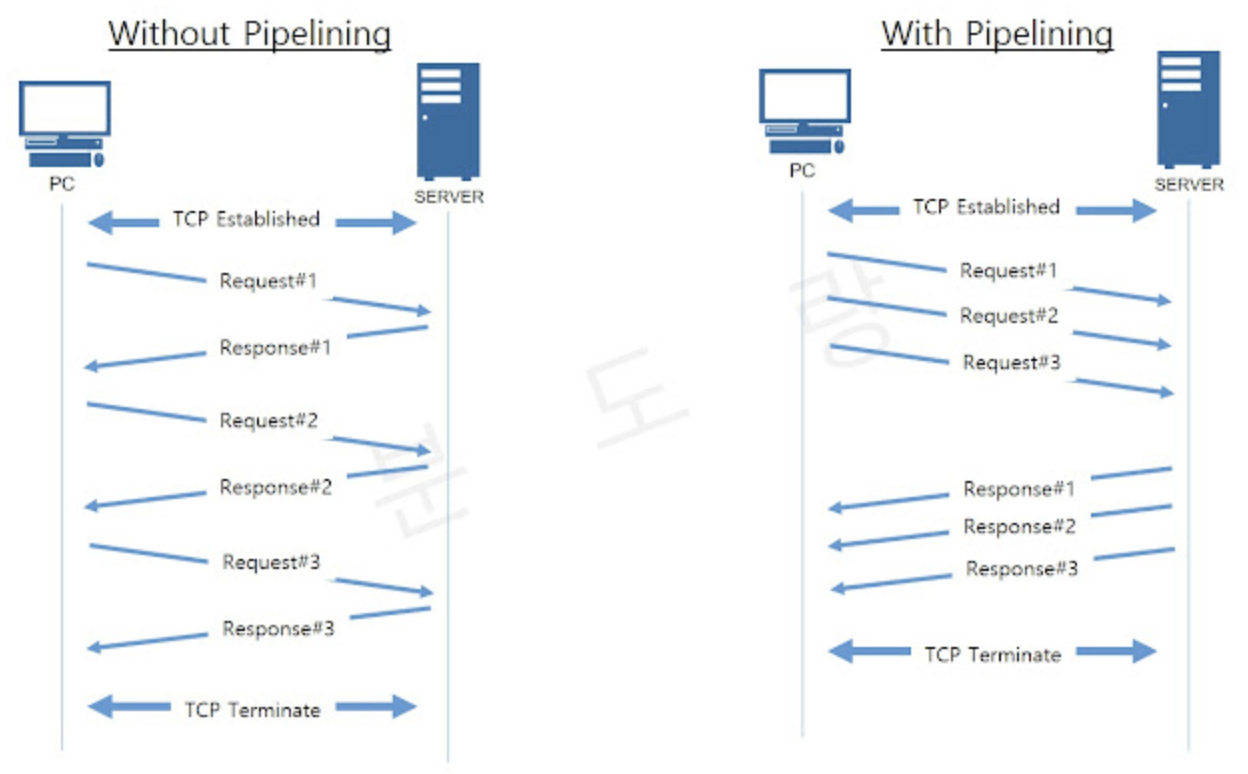 Without Pipelining
PC
SERVER
TCP Established
Request#1
Response#1
Request#2
Response#2
Request#3
Response#3
TCP Terminate
With Pipelining
PC
SERVER
TCP Established
Request#1
Request#2
Request#3
Response#1
Response#2
Response#3
TCP Terminate
분도랑